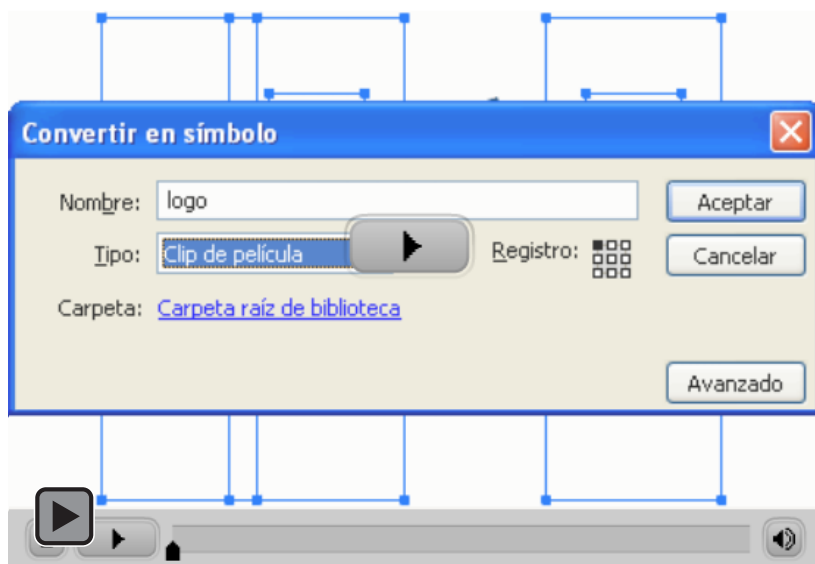 Convertir en símbolo
Nombre: logo Aceptar
Tipo: Clip de película Registro: Cancelar
Carpeta: Carpeta raíz de biblioteca
Avanzado